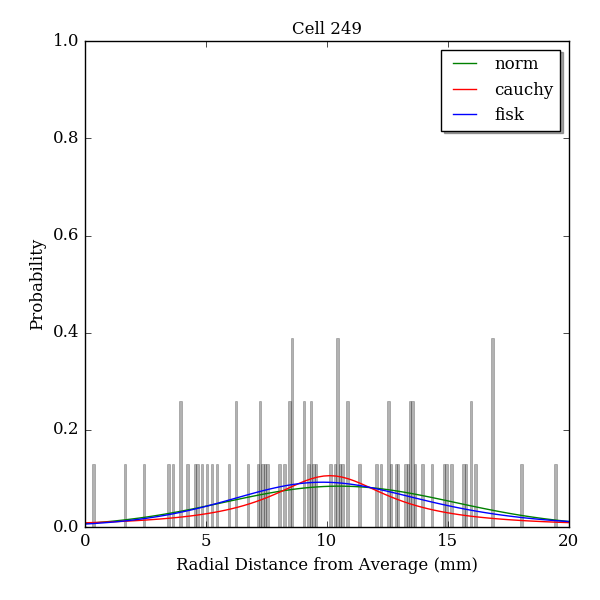 Cell 249
norm
cauchy
fisk
Probability
1.0
0.8
0.6
0.4
0.2
0.0
0 5 10 15 20
Radial Distance from Average (mm)